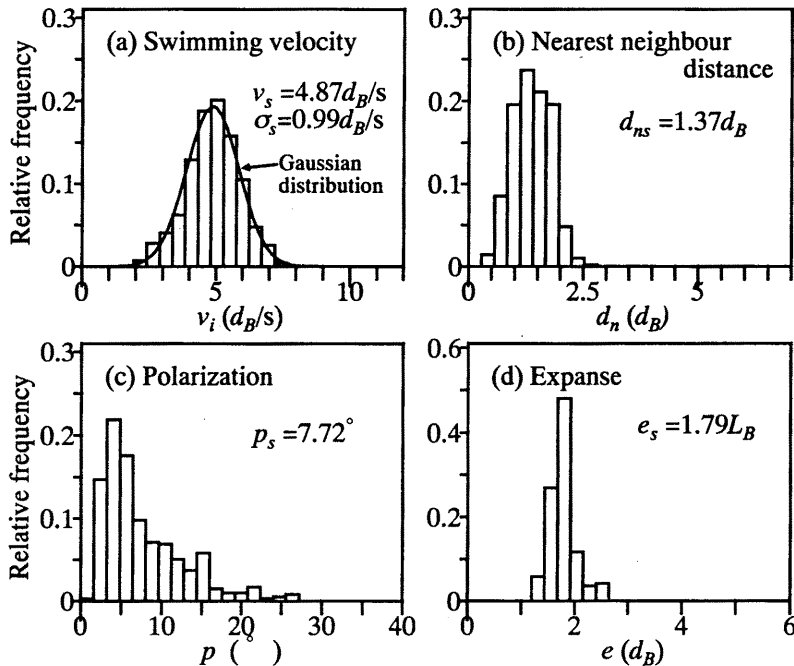 0.3
(a) Swimming velocity
v_s =4.87d_B/s
σ_s=0.99d_B/s
Gaussian
distribution
0.2
0.1
0
Relative frequency
0 5 10
v_i (d_B/s)
0.3
(b) Nearest neighbour
distance
d_ns =1.37d_B
0.2
0.1
0
0 2.5 5
d_n (d_B)
0.3
(c) Polarization
p_s =7.72°
0.2
0.1
0
Relative frequency
0 10 20 30 40
p (°)
0.6
(d) Expanse
e_s =1.79L_B
0.4
0.2
0
0 2 4 6
e (d_B)